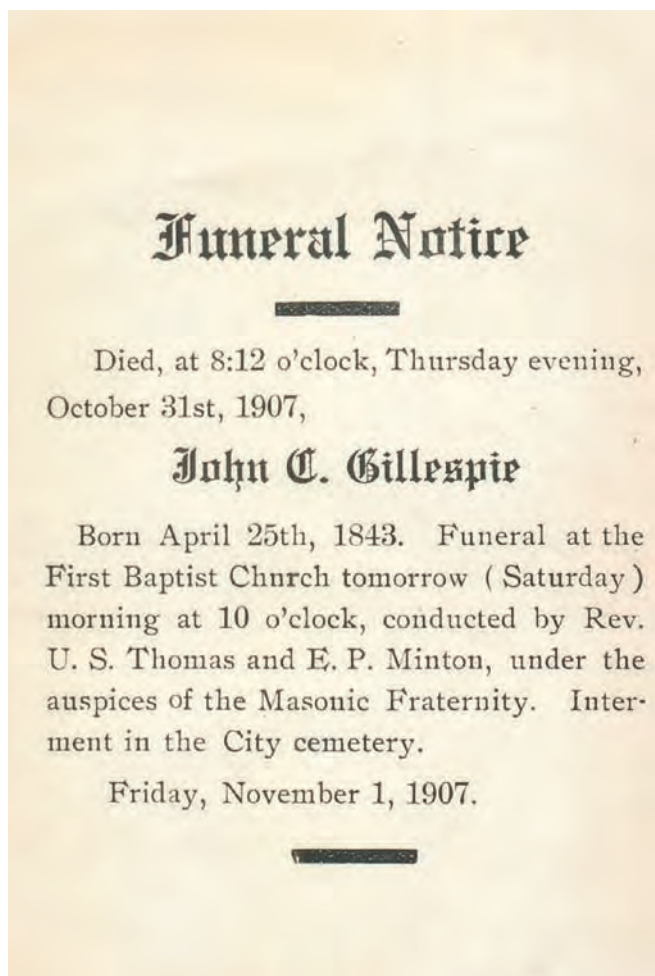 Funeral Notice
Died, at 8:12 o'clock, Thursday evening,
October 31st, 1907,
John C. Gillespie
Born April 25th, 1843. Funeral at the
First Baptist Chnrch tomorrow ( Saturday )
morning at 10 o'clock, conducted by Rev.
U. S. Thomas and E. P. Minton, under the
auspices of the Masonic Fraternity. Inter-
ment in the City cemetery.
Friday, November 1, 1907.